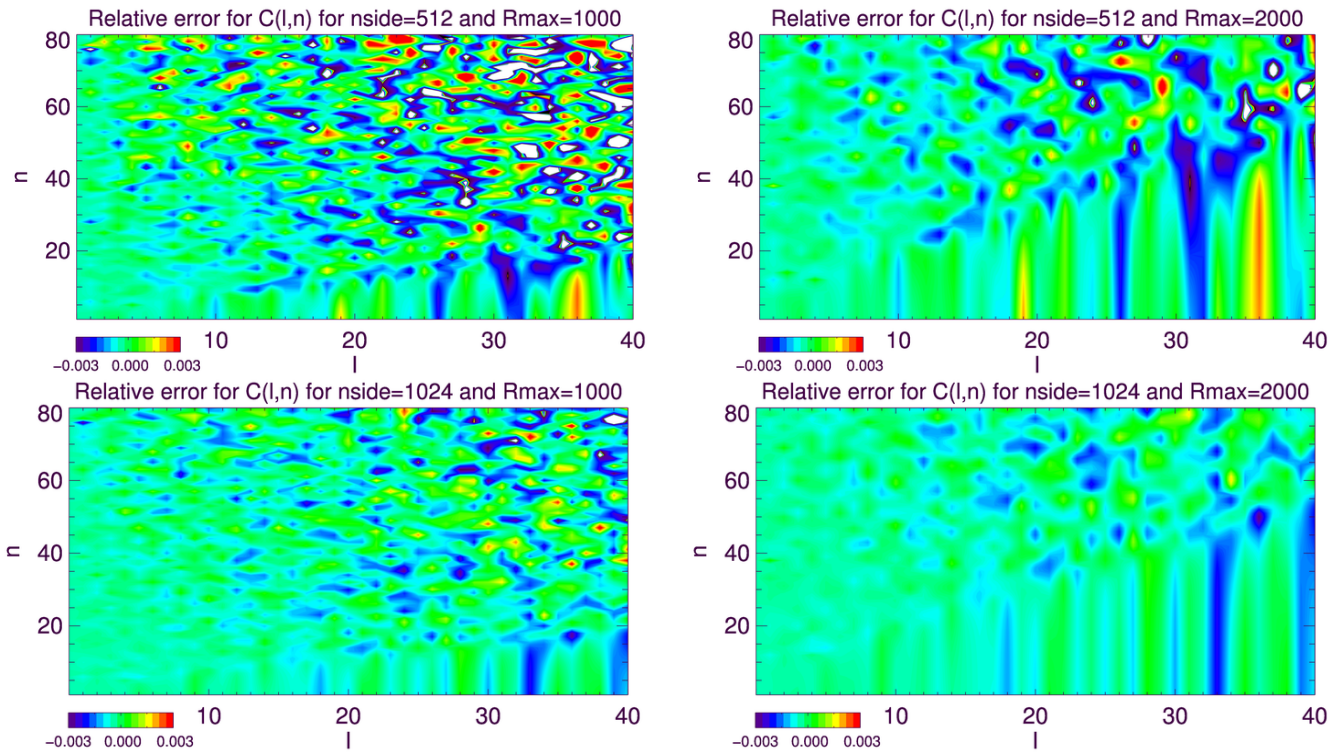 Relative error for C(l,n) for nside=512 and Rmax=1000
80
60
n
40
20
10
20
30
40
−0.003 0.000 0.003
l
Relative error for C(l,n) for nside=512 and Rmax=2000
80
60
n
40
20
10
20
30
40
−0.003 0.000 0.003
l
Relative error for C(l,n) for nside=1024 and Rmax=1000
80
60
n
40
20
10
20
30
40
−0.003 0.000 0.003
l
Relative error for C(l,n) for nside=1024 and Rmax=2000
80
60
n
40
20
10
20
30
40
−0.003 0.000 0.003
l